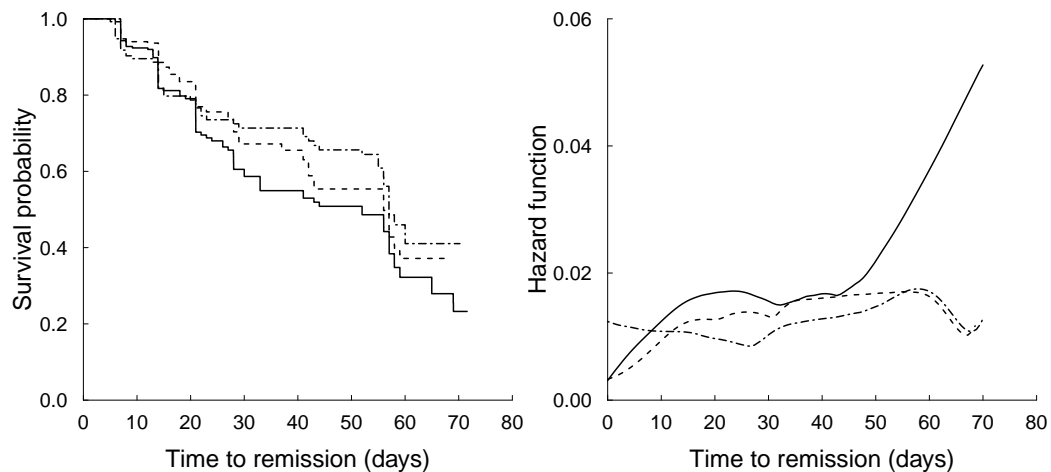 1.0
0.8
0.6
0.4
0.2
0.0
Survival probability
0 10 20 30 40 50 60 70 80
Time to remission (days)
0.06
0.04
0.02
0.00
Hazard function
0 10 20 30 40 50 60 70 80
Time to remission (days)